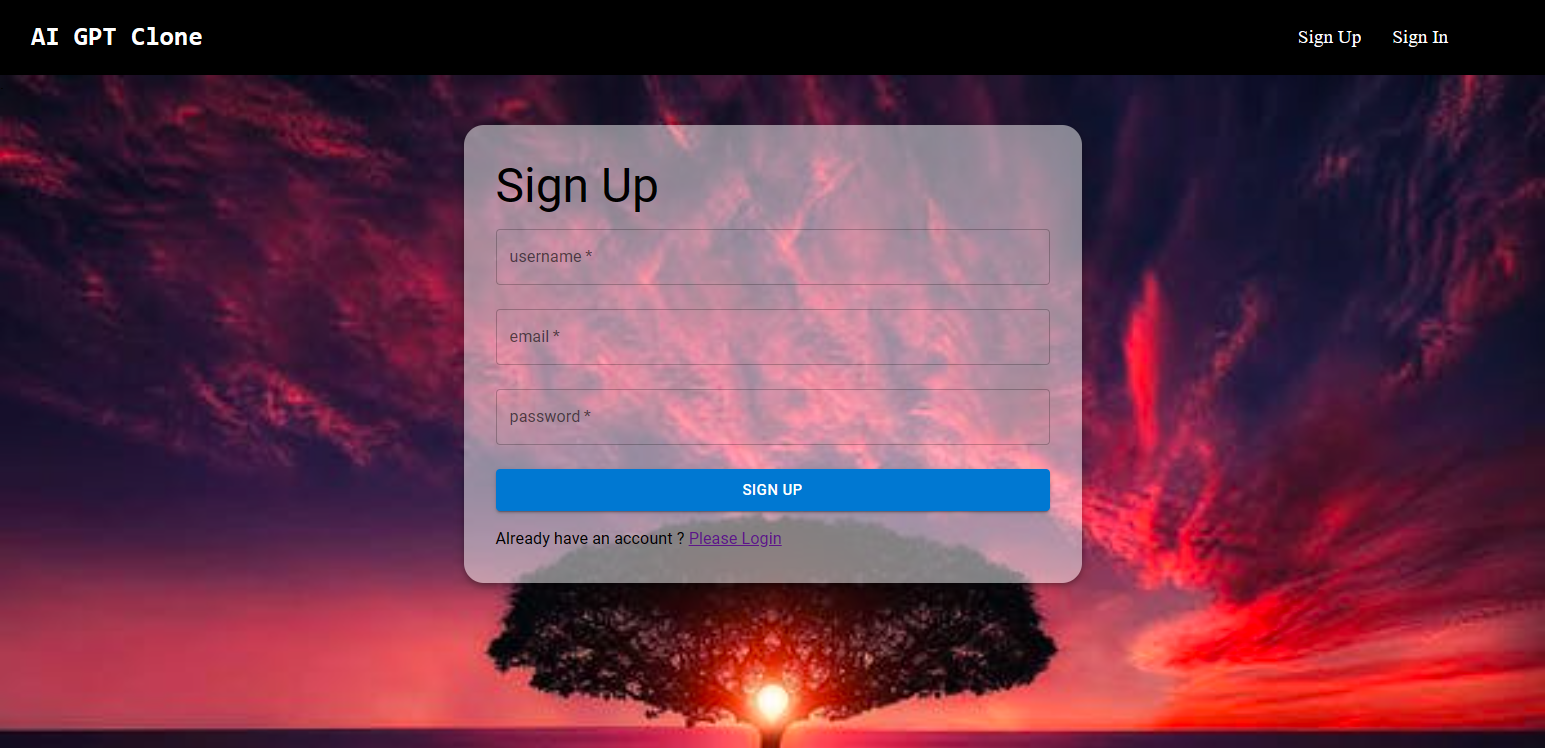 AI GPT Clone
Sign Up
Sign In
Sign Up
username *
email *
password *
SIGN UP
Already have an account ? Please Login